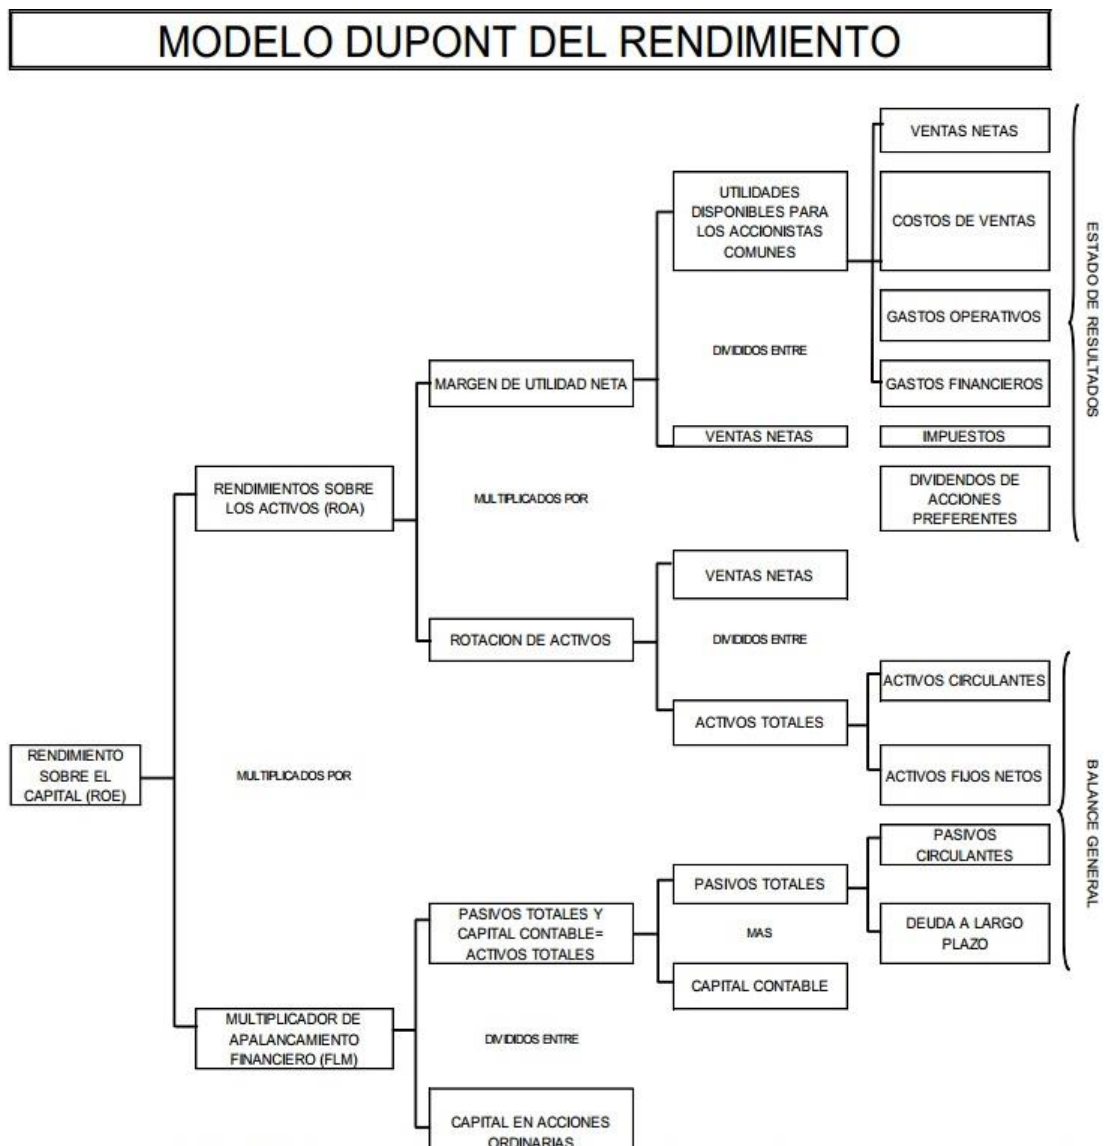 MODELO DUPONT DEL RENDIMIENTO
VENTAS NETAS
UTILIDADES
DISPONIBLES PARA
LOS ACCIONISTAS
COMUNES
COSTOS DE VENTAS
GASTOS OPERATIVOS
DIVIDIDOS ENTRE
MARGEN DE UTILIDAD NETA
GASTOS FINANCIEROS
VENTAS NETAS
IMPUESTOS
ESTADO DE RESULTADOS
RENDIMIENTOS SOBRE
LOS ACTIVOS (ROA)
MULTIPLICADOS POR
DIVIDENDOS DE
ACCIONES
PREFERENTES
VENTAS NETAS
ROTACION DE ACTIVOS
DIVIDIDOS ENTRE
ACTIVOS CIRCULANTES
ACTIVOS TOTALES
RENDIMIENTO
SOBRE EL
CAPITAL (ROE)
MULTIPLICADOS POR
ACTIVOS FIJOS NETOS
BALANCE GENERAL
PASIVOS
CIRCULANTES
PASIVOS TOTALES
PASIVOS TOTALES Y
CAPITAL CONTABLE=
ACTIVOS TOTALES
MAS
DEUDA A LARGO
PLAZO
CAPITAL CONTABLE
MULTIPLICADOR DE
APALANCAMIENTO
FINANCIERO (FLM)
DIVIDIDOS ENTRE
CAPITAL EN ACCIONES
ORDINARIAS